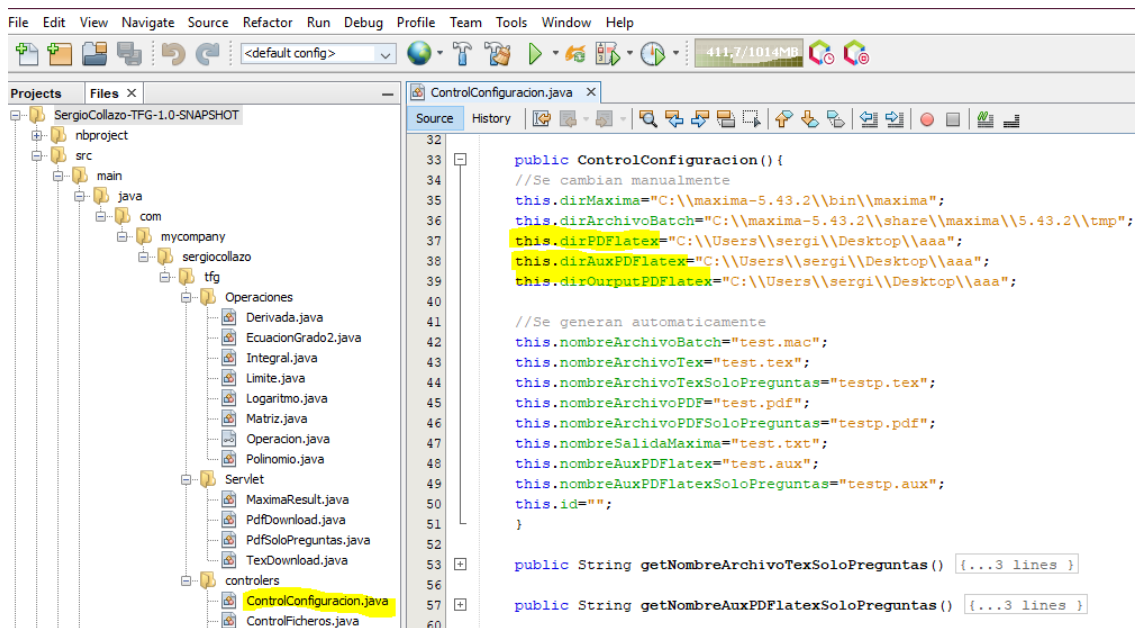 File Edit View Navigate Source Refactor Run Debug Profile Team Tools Window Help
<default config>
411,7/1014MB
Projects Files
SergioCollazo-TFG-1.0-SNAPSHOT
nbproject
src
main
java
com
mycompany
sergiocollazo
tfg
Operaciones
Derivada.java
EcuacionGrado2.java
Integral.java
Limite.java
Logaritmo.java
Matriz.java
Operacion.java
Polinomio.java
Servlet
MaximaResult.java
PdfDownload.java
PdfSoloPreguntas.java
TexDownload.java
controlers
ControlConfiguracion.java
ControlFicheros.java
ControlConfiguracion.java
Source History
32
33 public ControlConfiguracion(){
34 //Se cambian manualmente
35 this.dirMaxima="C:\\maxima-5.43.2\\bin\\maxima";
36 this.dirArchivoBatch="C:\\maxima-5.43.2\\share\\maxima\\5.43.2\\tmp";
37 this.dirPDFlatex="C:\\Users\\sergi\\Desktop\\aaa";
38 this.dirAuxPDFlatex="C:\\Users\\sergi\\Desktop\\aaa";
39 this.dirOurputPDFlatex="C:\\Users\\sergi\\Desktop\\aaa";
40
41 //Se generan automaticamente
42 this.nombreArchivoBatch="test.mac";
43 this.nombreArchivoTex="test.tex";
44 this.nombreArchivoTexSoloPreguntas="testp.tex";
45 this.nombreArchivoPDF="test.pdf";
46 this.nombreArchivoPDFSoloPreguntas="testp.pdf";
47 this.nombreSalidaMaxima="test.txt";
48 this.nombreAuxPDFlatex="test.aux";
49 this.nombreAuxPDFlatexSoloPreguntas="testp.aux";
50 this.id="";
51 }
52
53 public String getNombreArchivoTexSoloPreguntas() {...3 lines }
56
57 public String getNombreAuxPDFlatexSoloPreguntas() {...3 lines }
60